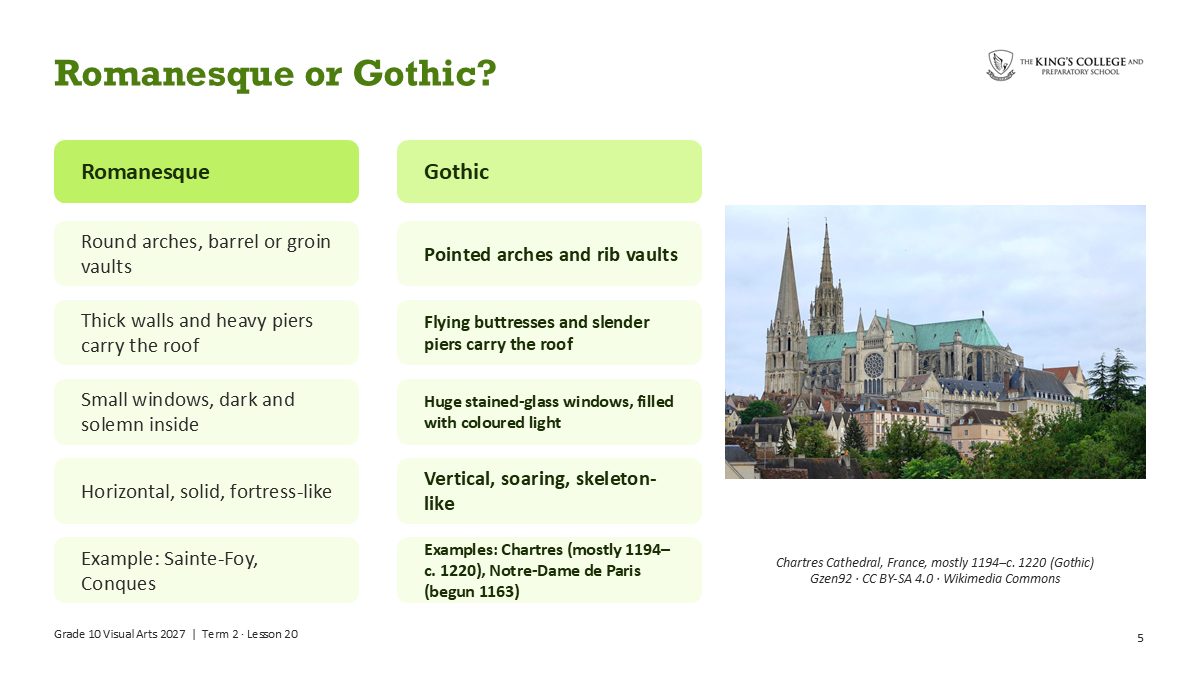 Romanesque or Gothic?
THE KING'S COLLEGE AND
PREPARATORY SCHOOL
Romanesque
Gothic
Round arches, barrel or groin
vaults
Pointed arches and rib vaults
Thick walls and heavy piers
carry the roof
Flying buttresses and slender
piers carry the roof
Small windows, dark and
solemn inside
Huge stained-glass windows, filled
with coloured light
Horizontal, solid, fortress-like
Vertical, soaring, skeleton-
like
Example: Sainte-Foy,
Conques
Examples: Chartres (mostly 1194–
c. 1220), Notre-Dame de Paris
(begun 1163)
Chartres Cathedral, France, mostly 1194–c. 1220 (Gothic)
Gzen92 · CC BY-SA 4.0 · Wikimedia Commons
Grade 10 Visual Arts 2027 | Term 2 · Lesson 20
5